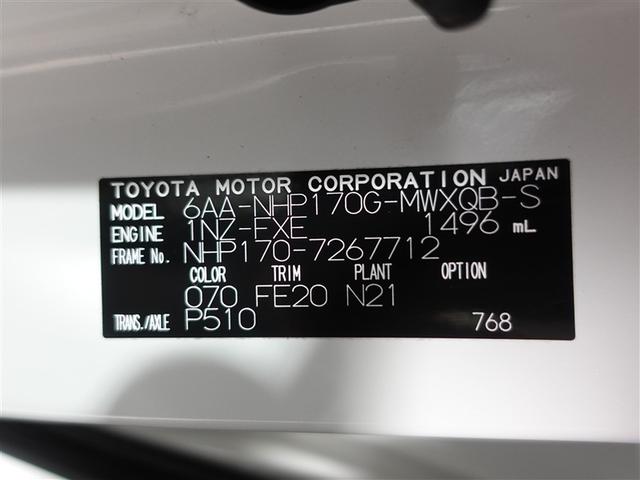 TOYOTA MOTOR CORPORATION JAPAN
MODEL 6AA-NHP170G-MWXQB-S
ENGINE 1NZ-FXE 1496 mL
FRAME No. NHP170-7267712
COLOR TRIM PLANT OPTION
070 FE20 N21
TRANS./AXLE P510 768